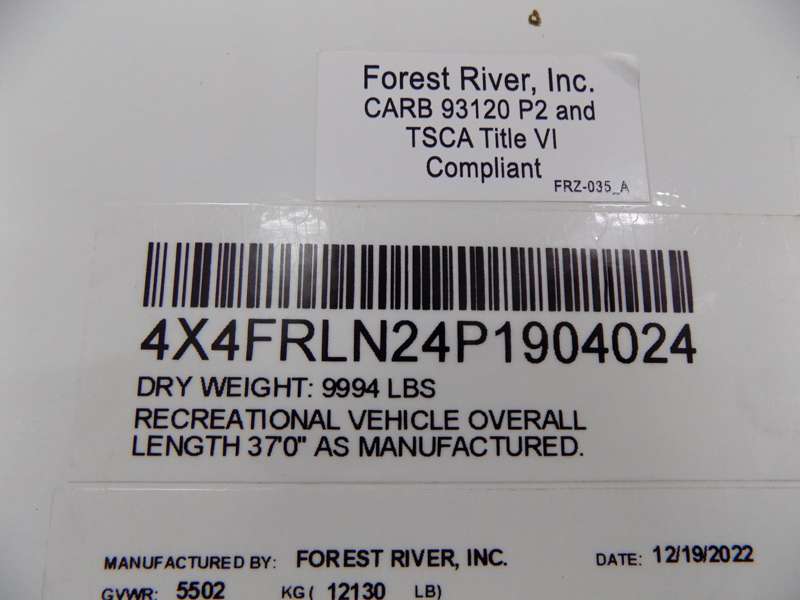 Forest River, Inc.
CARB 93120 P2 and
TSCA Title VI
Compliant
FRZ-035_A
4X4FRLN24P1904024
DRY WEIGHT: 9994 LBS
RECREATIONAL VEHICLE OVERALL
LENGTH 37'0" AS MANUFACTURED.
MANUFACTURED BY: FOREST RIVER, INC. DATE: 12/19/2022
GVWR: 5502 KG ( 12130 LB)